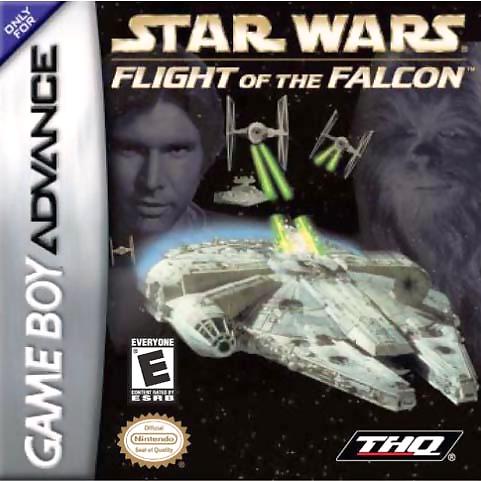 ONLY
FOR
GAME BOY ADVANCE
STAR WARS®
FLIGHT OF THE FALCON™
EVERYONE
E®
CONTENT RATED BY
ESRB
Official
Nintendo
Seal of Quality
®
THQ®